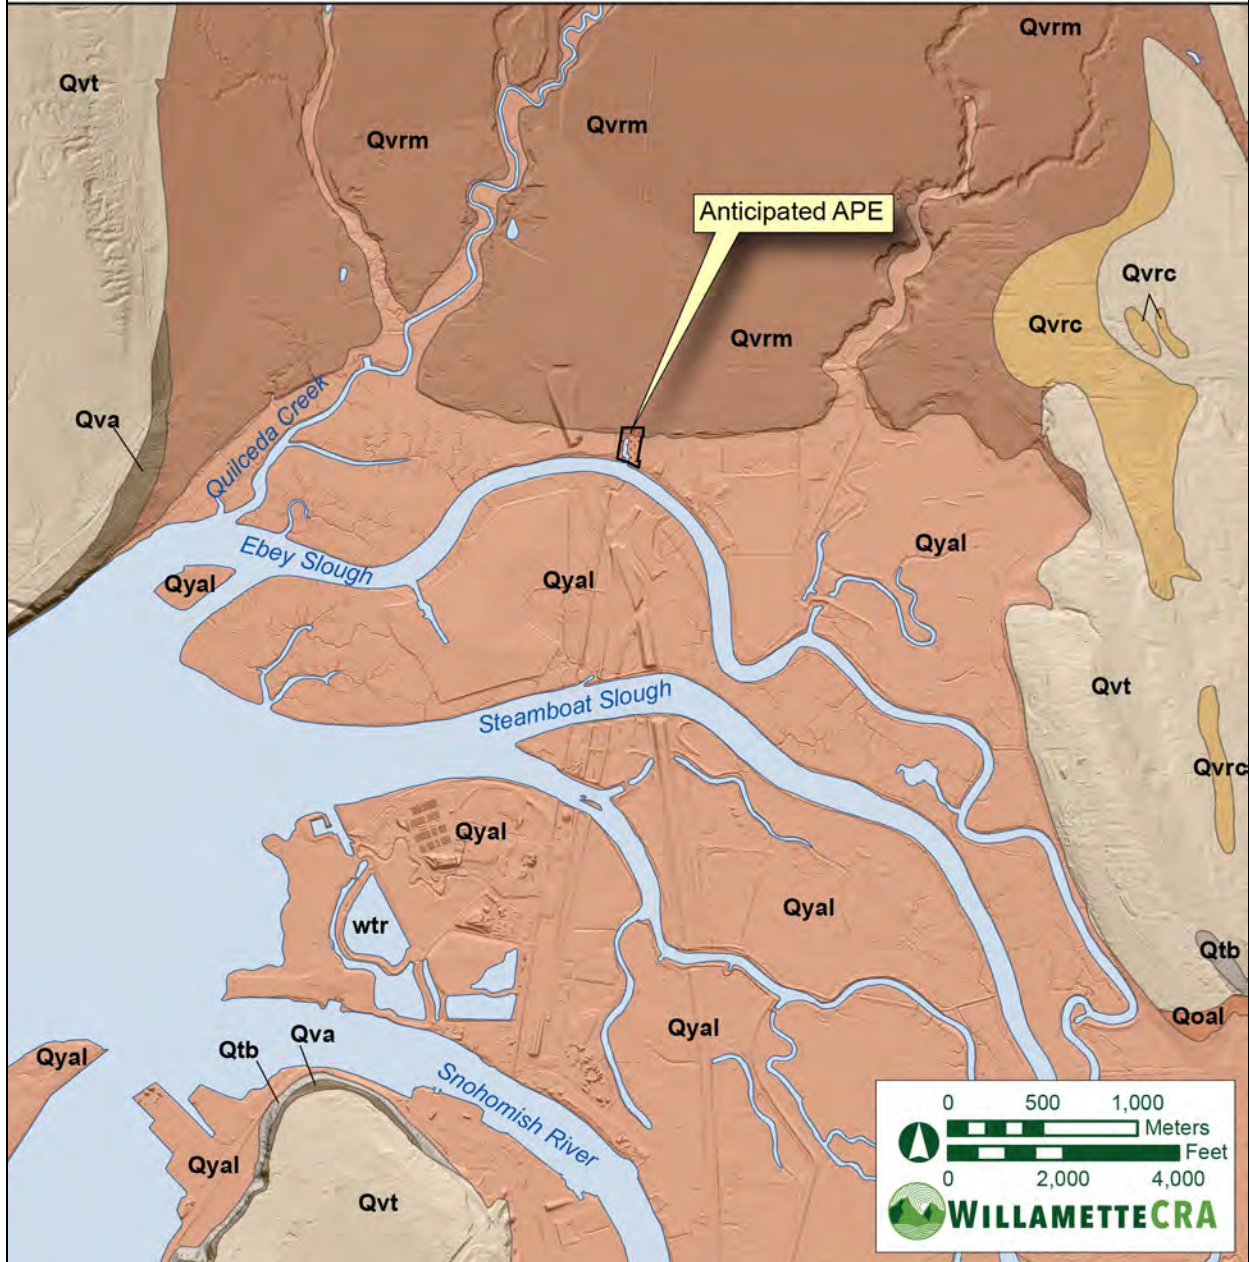 Qvrm
Qvt
Qvrm
Qvrm
Anticipated APE
Qvrc
Qvrm
Qvrc
Qva
Quilceda Creek
Ebey Slough
Qyal
Qyal
Qyal
Qvt
Steamboat Slough
Qvrc
Qyal
Qyal
wtr
Qtb
Qyal
Qoal
Qva
Qtb
Qyal
Snohomish River
Qyal
Qvt
0 500 1,000
Meters
Feet
0 2,000 4,000
WILLAMETTECRA